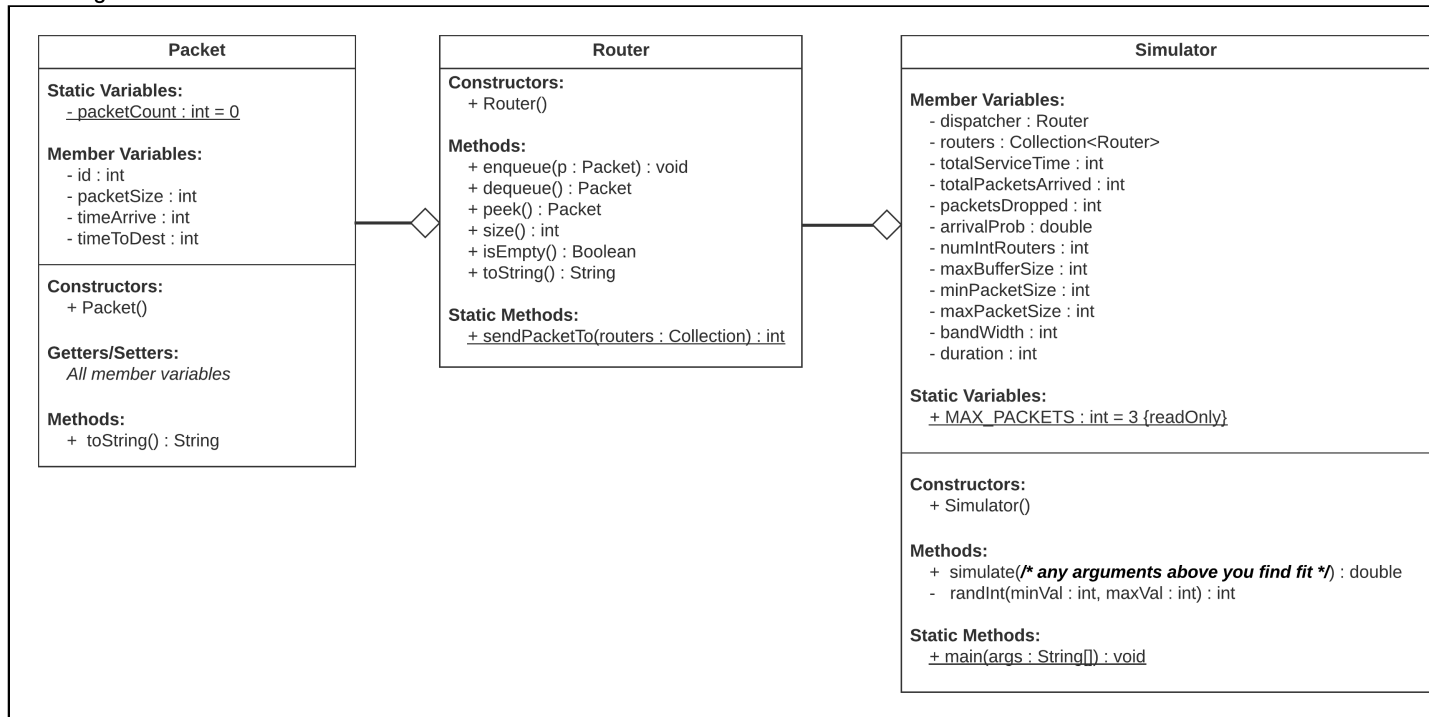 Packet
Static Variables:
- packetCount : int = 0
Member Variables:
- id : int
- packetSize : int
- timeArrive : int
- timeToDest : int
Constructors:
+ Packet()
Getters/Setters:
All member variables
Methods:
+ toString() : String
Router
Constructors:
+ Router()
Methods:
+ enqueue(p : Packet) : void
+ dequeue() : Packet
+ peek() : Packet
+ size() : int
+ isEmpty() : Boolean
+ toString() : String
Static Methods:
+ sendPacketTo(routers : Collection) : int
Simulator
Member Variables:
- dispatcher : Router
- routers : Collection<Router>
- totalServiceTime : int
- totalPacketsArrived : int
- packetsDropped : int
- arrivalProb : double
- numIntRouters : int
- maxBufferSize : int
- minPacketSize : int
- maxPacketSize : int
- bandWidth : int
- duration : int
Static Variables:
+ MAX_PACKETS : int = 3 {readOnly}
Constructors:
+ Simulator()
Methods:
+ simulate(/* any arguments above you find fit */) : double
- randInt(minVal : int, maxVal : int) : int
Static Methods:
+ main(args : String[]) : void